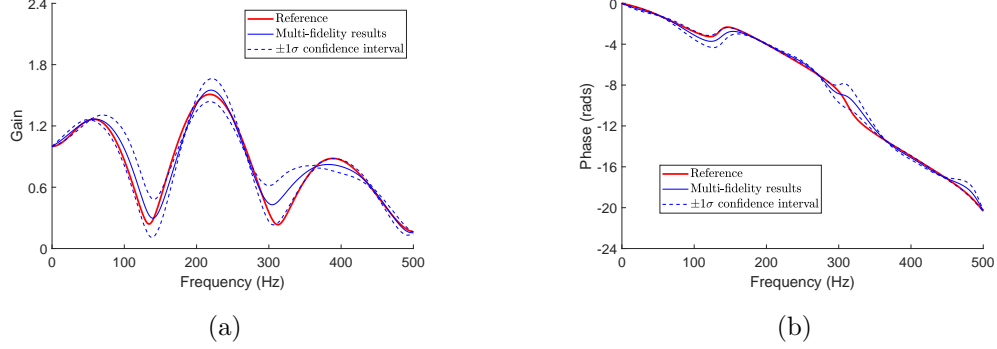 2.4
1.8
1.2
0.6
0
Gain
0 100 200 300 400 500
Frequency (Hz)
Reference
Multi-fidelity results
±1σ confidence interval
(a)
0
-4
-8
-12
-16
-20
-24
Phase (rads)
0 100 200 300 400 500
Frequency (Hz)
Reference
Multi-fidelity results
±1σ confidence interval
(b)